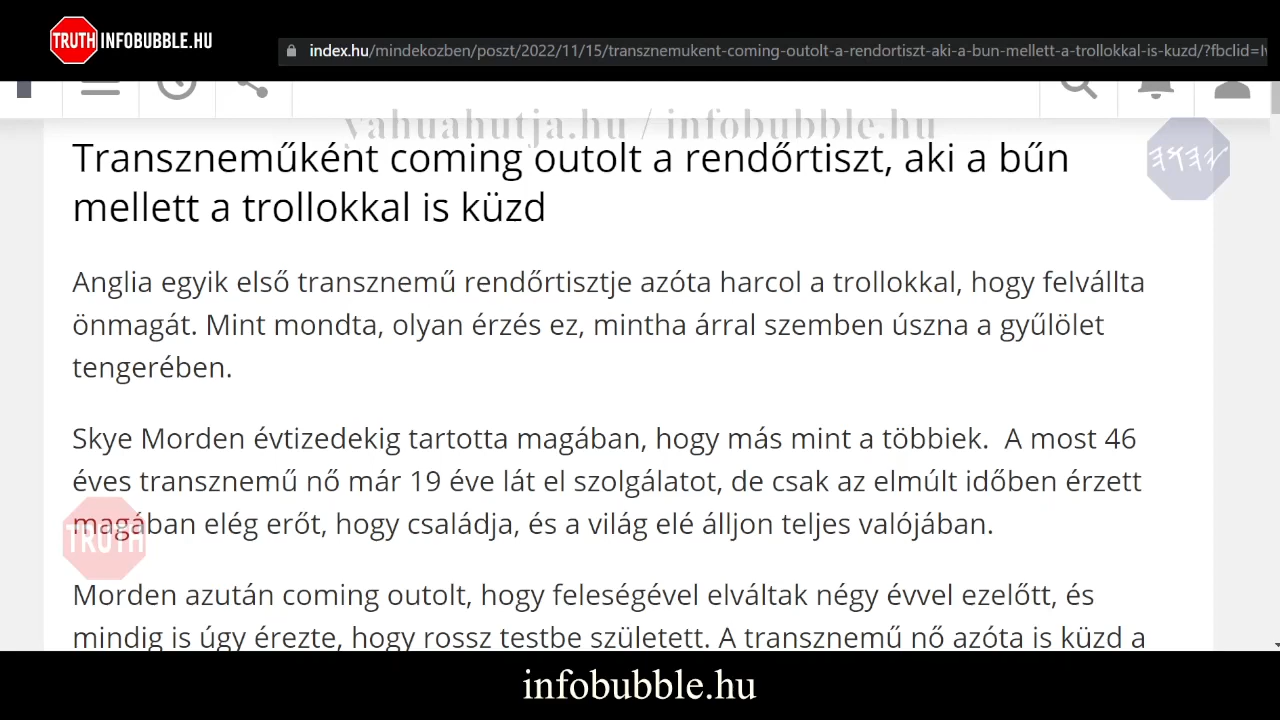 TRUTH INFOBUBBLE.HU
index.hu/mindekozben/poszt/2022/11/15/transznemukent-coming-outolt-a-rendortiszt-aki-a-bun-mellett-a-trollokkal-is-kuzd/?fbclid=I
yahuahutja.hu / infobubble.hu
Transzneműként coming outolt a rendőrtiszt, aki a bűn
mellett a trollokkal is küzd
𐤉𐤄𐤅𐤄
Anglia egyik első transznemű rendőrtisztje azóta harcol a trollokkal, hogy felvállta
önmagát. Mint mondta, olyan érzés ez, mintha árral szemben úszna a gyűlölet
tengerében.
Skye Morden évtizedekig tartotta magában, hogy más mint a többiek. A most 46
éves transznemű nő már 19 éve lát el szolgálatot, de csak az elmúlt időben érzett
magában elég erőt, hogy családja, és a világ elé álljon teljes valójában.
TRUTH
Morden azután coming outolt, hogy feleségével elváltak négy évvel ezelőtt, és
mindig is úgy érezte, hogy rossz testbe született. A transznemű nő azóta is küzd a
infobubble.hu